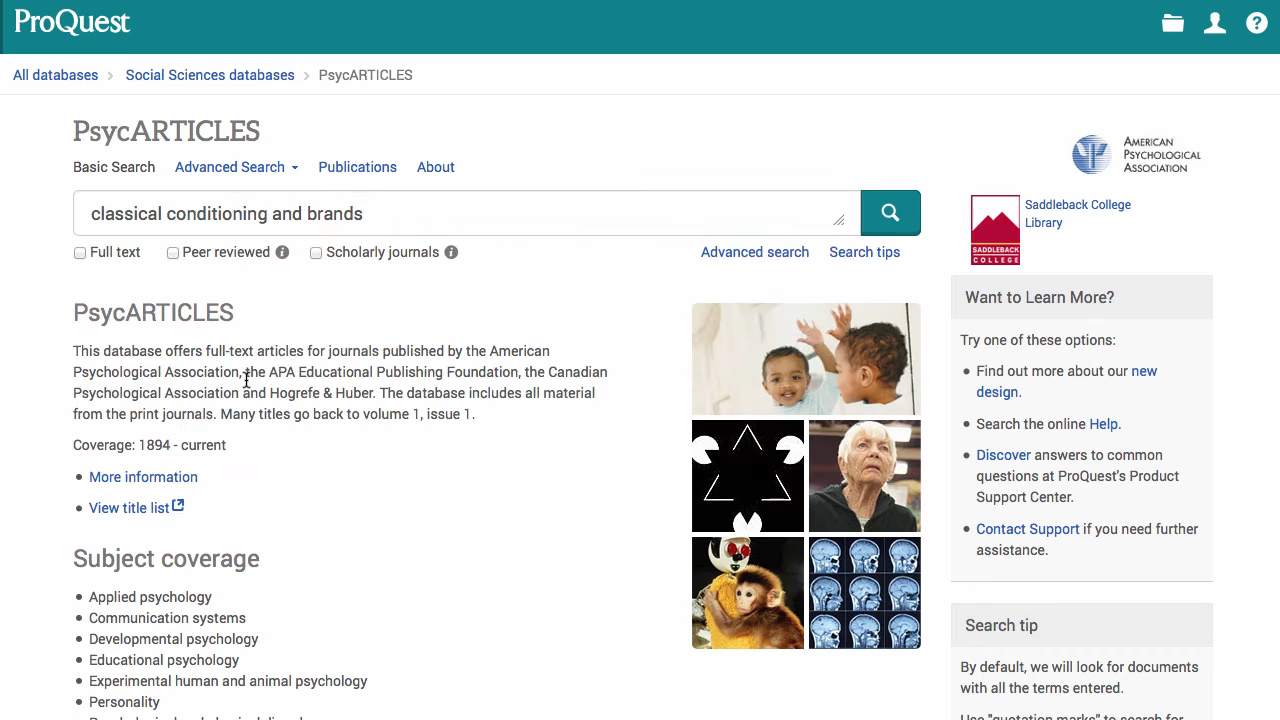 ProQuest
All databases > Social Sciences databases > PsycARTICLES
PsycARTICLES
Basic Search Advanced Search Publications About
classical conditioning and brands
Full text Peer reviewed Scholarly journals Advanced search Search tips
PsycARTICLES
This database offers full-text articles for journals published by the American
Psychological Association, the APA Educational Publishing Foundation, the Canadian
Psychological Association and Hogrefe & Huber. The database includes all material
from the print journals. Many titles go back to volume 1, issue 1.
Coverage: 1894 - current
• More information
• View title list
Subject coverage
• Applied psychology
• Communication systems
• Developmental psychology
• Educational psychology
• Experimental human and animal psychology
• Personality
AMERICAN
PSYCHOLOGICAL
ASSOCIATION
SADDLEBACK
COLLEGE
Saddleback College
Library
Want to Learn More?
Try one of these options:
• Find out more about our new
design.
• Search the online Help.
• Discover answers to common
questions at ProQuest's Product
Support Center.
• Contact Support if you need further
assistance.
Search tip
By default, we will look for documents
with all the terms entered.
Use "quotation marks" to search for